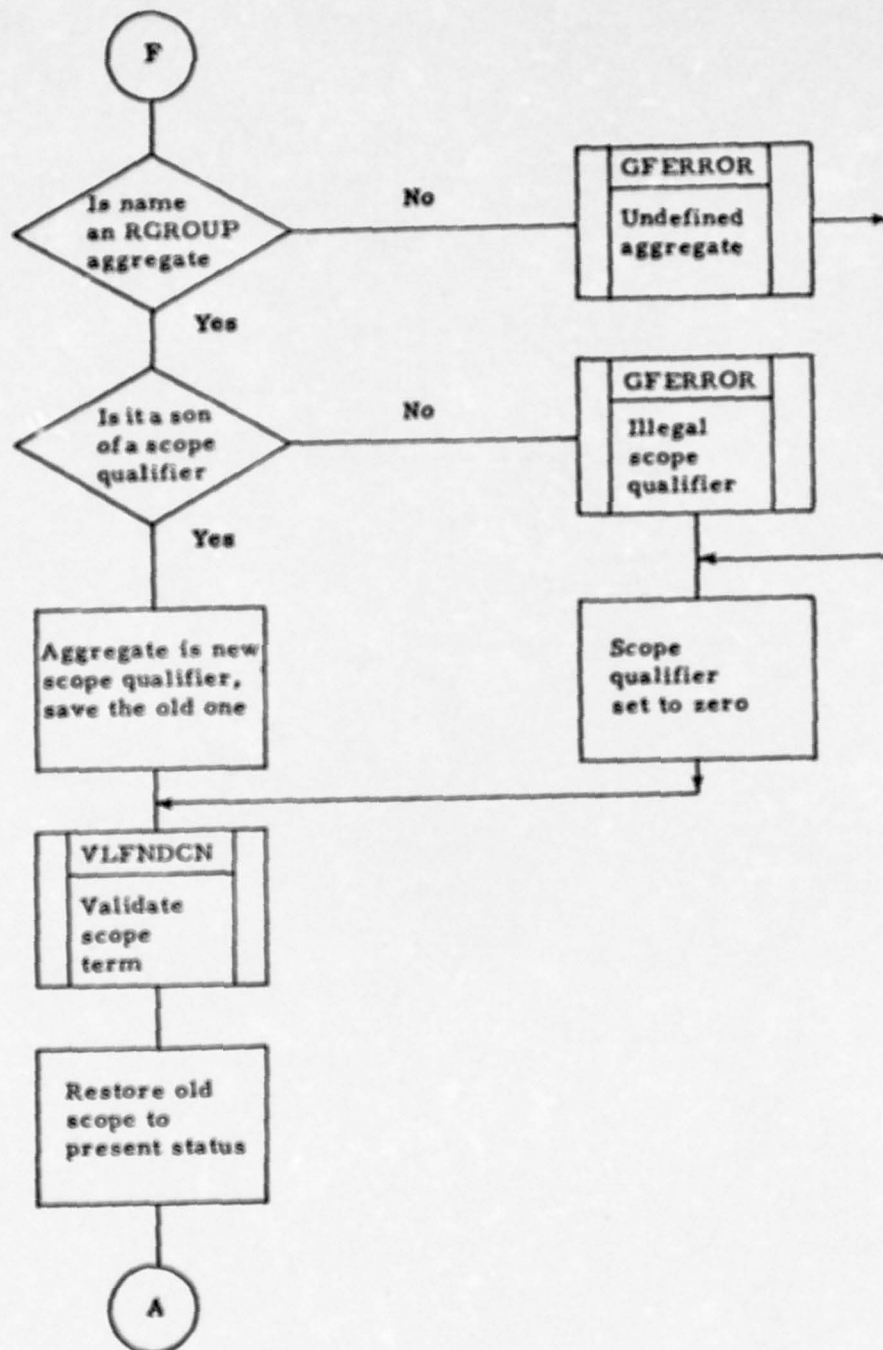 F
Is name
an RGROUP
aggregate
No
GFERROR
Undefined
aggregate
Yes
Is it a son
of a scope
qualifier
No
GFERROR
Illegal
scope
qualifier
Yes
Aggregate is new
scope qualifier,
save the old one
Scope
qualifier
set to zero
VLFNDCN
Validate
scope
term
Restore old
scope to
present status
A